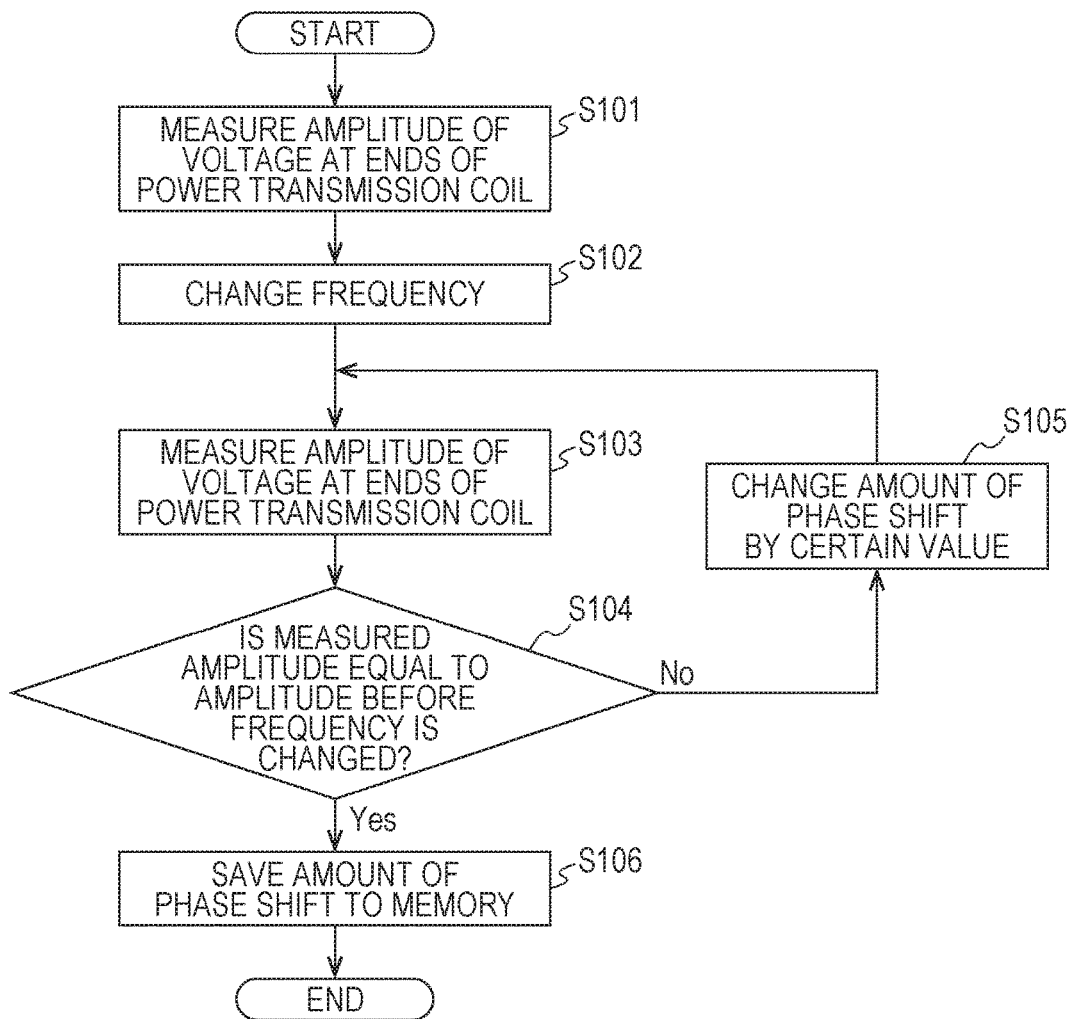 START
S101
MEASURE AMPLITUDE OF
VOLTAGE AT ENDS OF
POWER TRANSMISSION COIL
S102
CHANGE FREQUENCY
S103
MEASURE AMPLITUDE OF
VOLTAGE AT ENDS OF
POWER TRANSMISSION COIL
S105
CHANGE AMOUNT OF
PHASE SHIFT
BY CERTAIN VALUE
S104
IS MEASURED
AMPLITUDE EQUAL TO
AMPLITUDE BEFORE
FREQUENCY IS
CHANGED?
No
Yes
S106
SAVE AMOUNT OF
PHASE SHIFT TO MEMORY
END